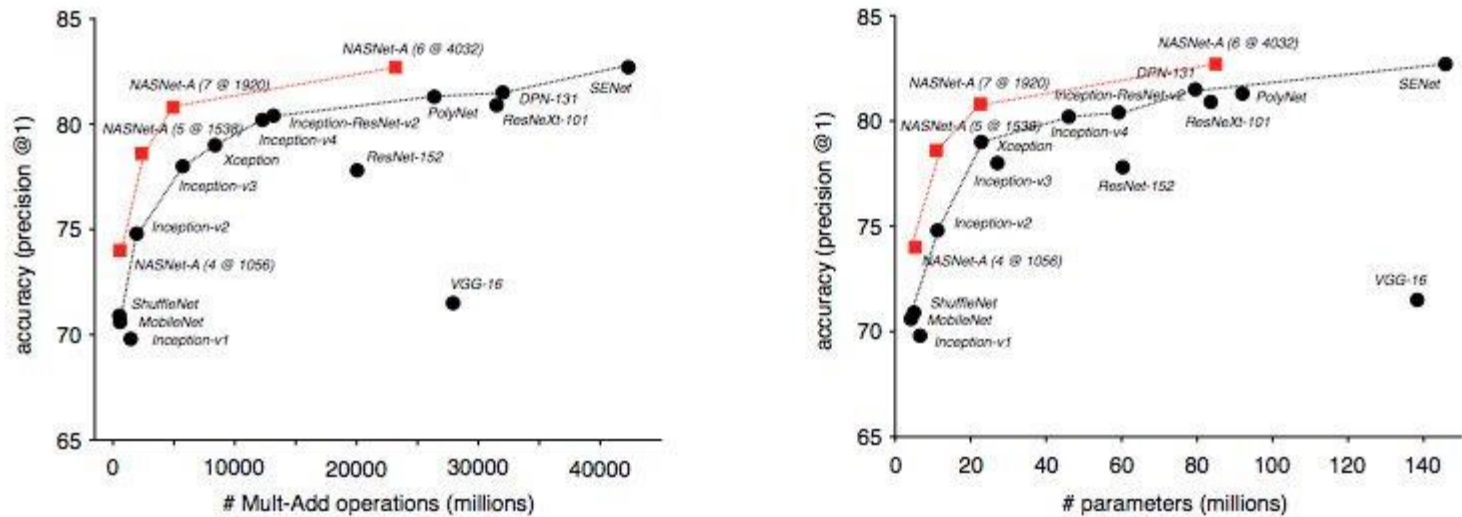 85
80
75
70
65
accuracy (precision @1)
NASNet-A (6 @ 4032)
NASNet-A (7 @ 1920)
NASNet-A (5 @ 1538)
NASNet-A (4 @ 1056)
SENet
DPN-131
PolyNet
ResNeXt-101
Inception-ResNet-v2
Inception-v4
Xception
ResNet-152
Inception-v3
Inception-v2
VGG-16
ShuffleNet
MobileNet
Inception-v1
0 10000 20000 30000 40000
# Mult-Add operations (millions)
85
80
75
70
65
accuracy (precision @1)
NASNet-A (6 @ 4032)
DPN-131
NASNet-A (7 @ 1920)
Inception-ResNet-v2
PolyNet
SENet
ResNeXt-101
NASNet-A (5 @ 1538)
Inception-v4
Xception
Inception-v3
ResNet-152
Inception-v2
NASNet-A (4 @ 1056)
VGG-16
ShuffleNet
MobileNet
Inception-v1
0 20 40 60 80 100 120 140
# parameters (millions)